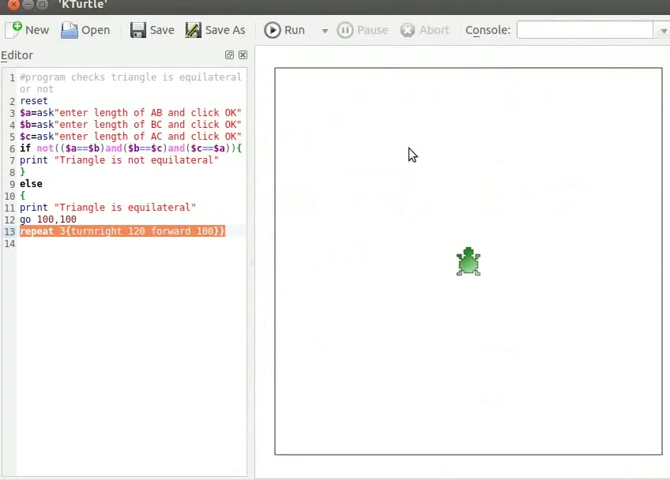 'KTurtle'
New Open Save Save As Run Pause Abort Console:
Editor
1 #program checks triangle is equilateral
or not
2 reset
3 $a=ask"enter length of AB and click OK"
4 $b=ask"enter length of BC and click OK"
5 $c=ask"enter length of AC and click OK"
6 if not(($a==$b)and($b==$c)and($c==$a)){
7 print "Triangle is not equilateral"
8 }
9 else
10 {
11 print "Triangle is equilateral"
12 go 100,100
13 repeat 3{turnright 120 forward 100}}
14